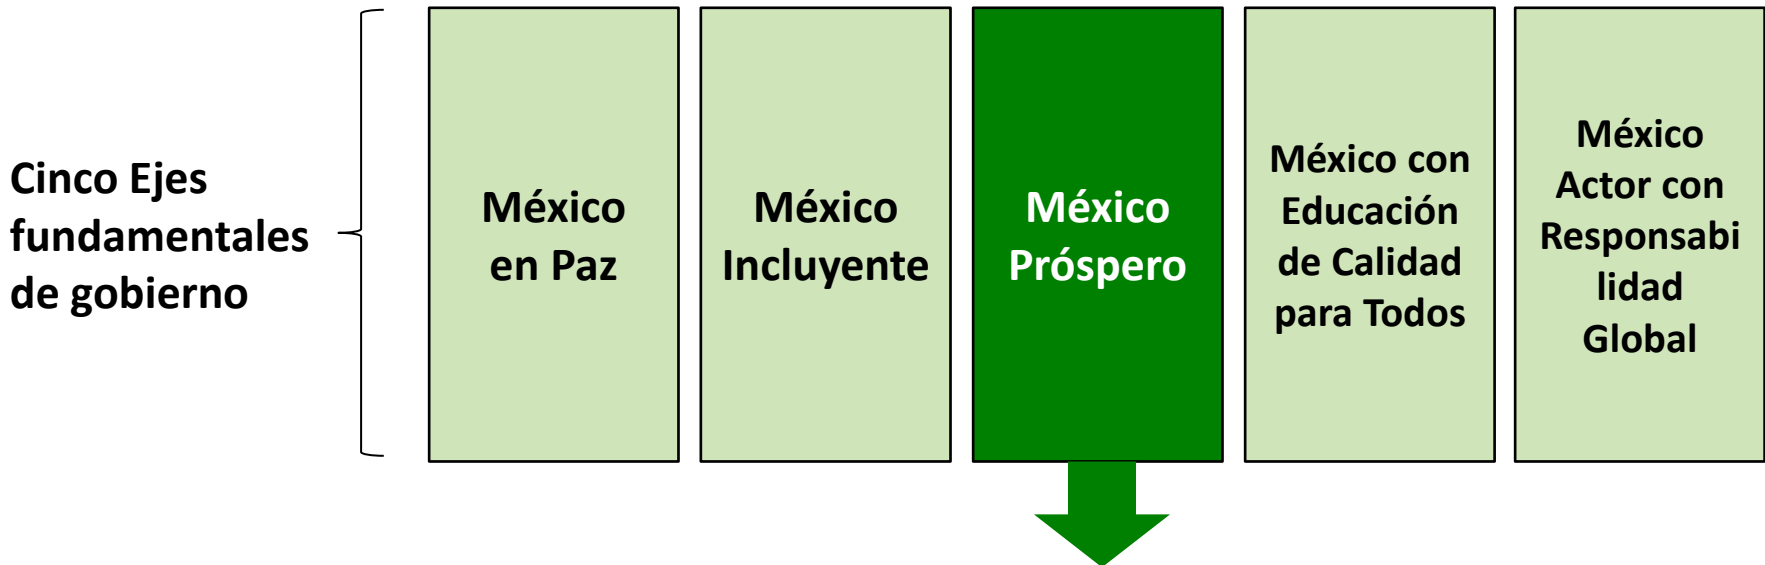 Cinco Ejes
fundamentales
de gobierno
México
en Paz
México
Incluyente
México
Próspero
México con
Educación
de Calidad
para Todos
México
Actor con
Responsabi
lidad
Global